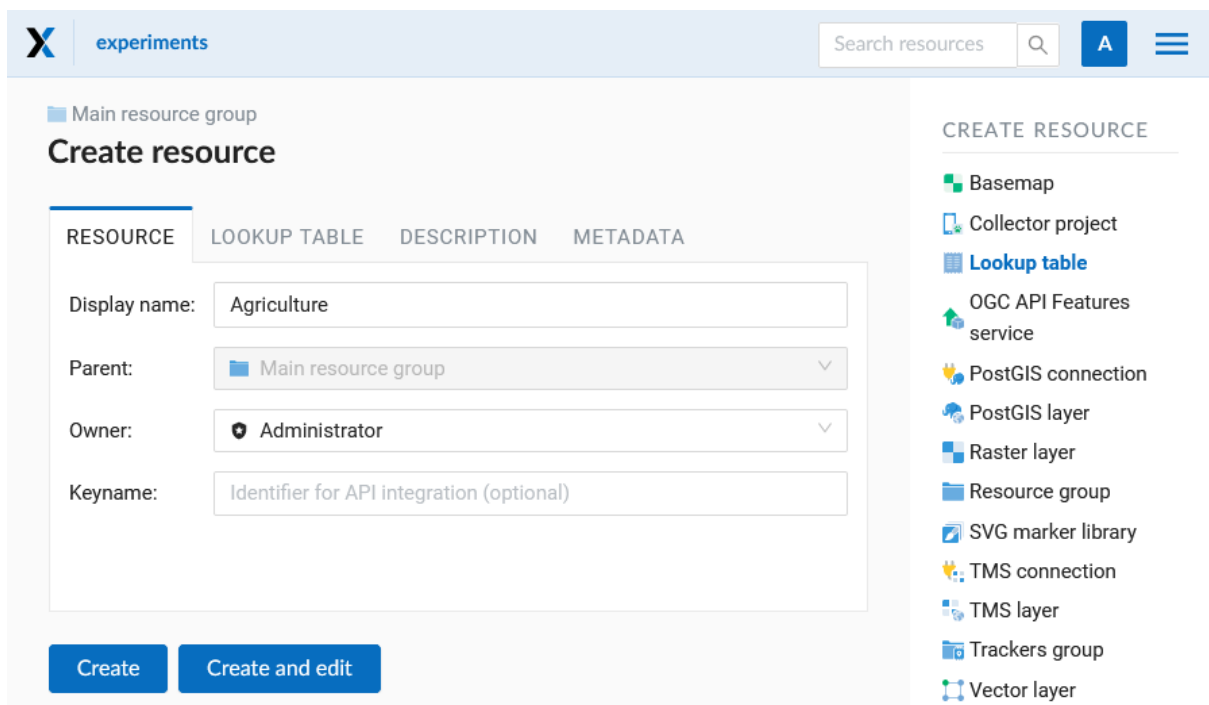 experiments
Search resources
A
Main resource group
Create resource
RESOURCE LOOKUP TABLE DESCRIPTION METADATA
Display name: Agriculture
Parent: Main resource group
Owner: Administrator
Keyname: Identifier for API integration (optional)
Create Create and edit
CREATE RESOURCE
Basemap
Collector project
Lookup table
OGC API Features
service
PostGIS connection
PostGIS layer
Raster layer
Resource group
SVG marker library
TMS connection
TMS layer
Trackers group
Vector layer